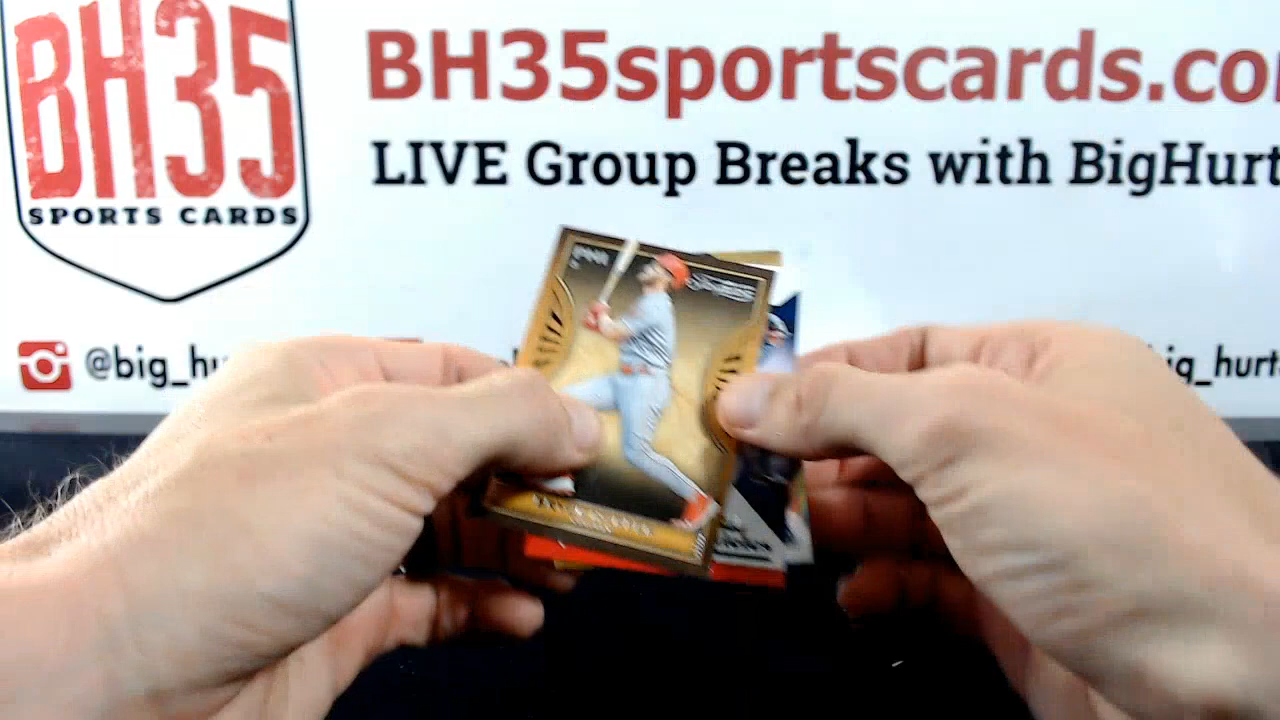 BH35
SPORTS CARDS
BH35sportscards.co
LIVE Group Breaks with BigHurt
@big_hu
ig_hurt